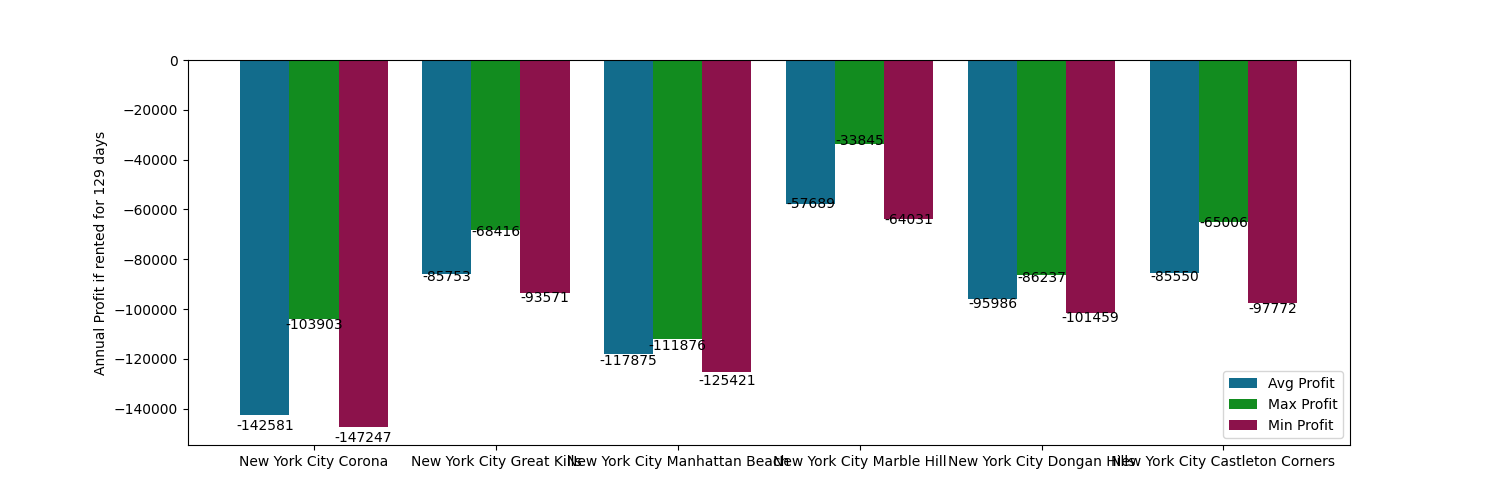 0
−20000
−40000
−60000
−80000
−100000
−120000
−140000
Annual Profit if rented for 129 days
-142581
-103903
-147247
-85753
-68416
-93571
-117875
-111876
-125421
-57689
-33845
-64031
-95986
-86237
-101459
-85550
-65006
-97772
Avg Profit
Max Profit
Min Profit
New York City Corona
New York City Great Kills
New York City Manhattan Beach
New York City Marble Hill
New York City Dongan Hills
New York City Castleton Corners